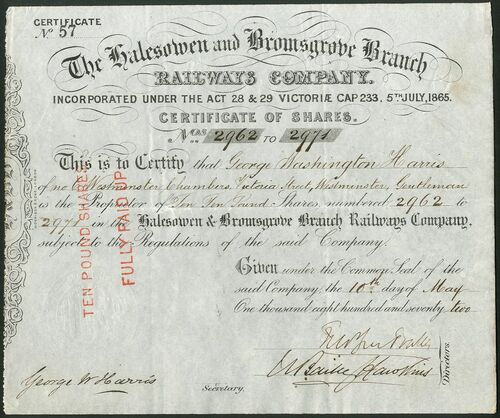 CERTIFICATE
No 57
The Halesowen and Bromsgrove Branch
RAILWAYS COMPANY.
INCORPORATED UNDER THE ACT 28 & 29 VICTORIÆ CAP 233, 5TH JULY, 1865.
CERTIFICATE OF SHARES.
Nos 2962 TO 2971
This is to Certify that George Washington Harris
of no 6 Westminster Chambers, Victoria Street, Westminster, Gentleman
is the Proprietor of Ten Ten Pound Shares numbered 2962 to
2971 in the Halesowen & Bromsgrove Branch Railways Company,
subject to the Regulations of the said Company.
Given under the Common Seal of the
said Company, the 10th day of May
One thousand eight hundred and seventy two
TEN POUND SHARES
FULLY PAID UP
George W Harris
Secretary.
Directors.